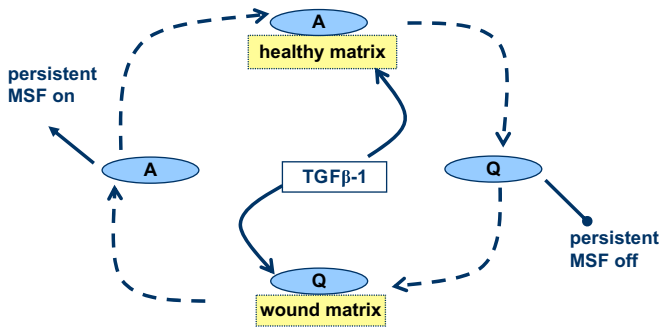 A
healthy matrix
persistent
MSF on
A
TGFβ-1
Q
persistent
MSF off
Q
wound matrix